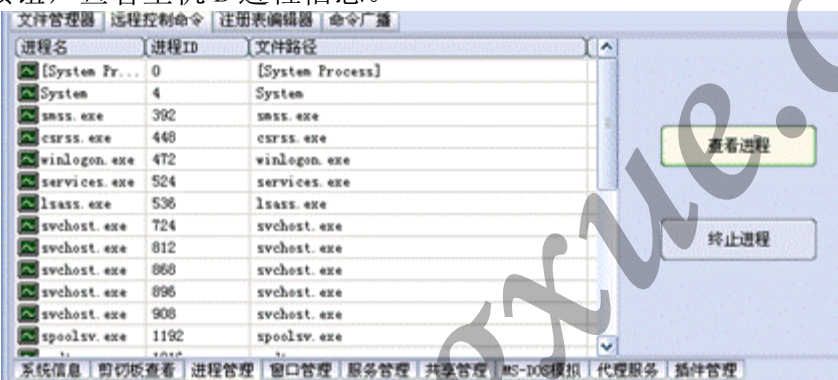 查看主机B进程信息。
文件管理器 远程控制命令 注册表编辑器 命令广播
进程名 进程ID 文件路径
[System Pr... 0 [System Process]
System 4 System
smss.exe 392 smss.exe
csrss.exe 448 csrss.exe
winlogon.exe 472 winlogon.exe
services.exe 524 services.exe
lsass.exe 536 lsass.exe
svchost.exe 724 svchost.exe
svchost.exe 812 svchost.exe
svchost.exe 868 svchost.exe
svchost.exe 896 svchost.exe
svchost.exe 908 svchost.exe
spoolsv.exe 1192 spoolsv.exe
查看进程
终止进程
系统信息 剪切板查看 进程管理 窗口管理 服务管理 共享管理 MS-DOS模拟 代理服务 插件管理